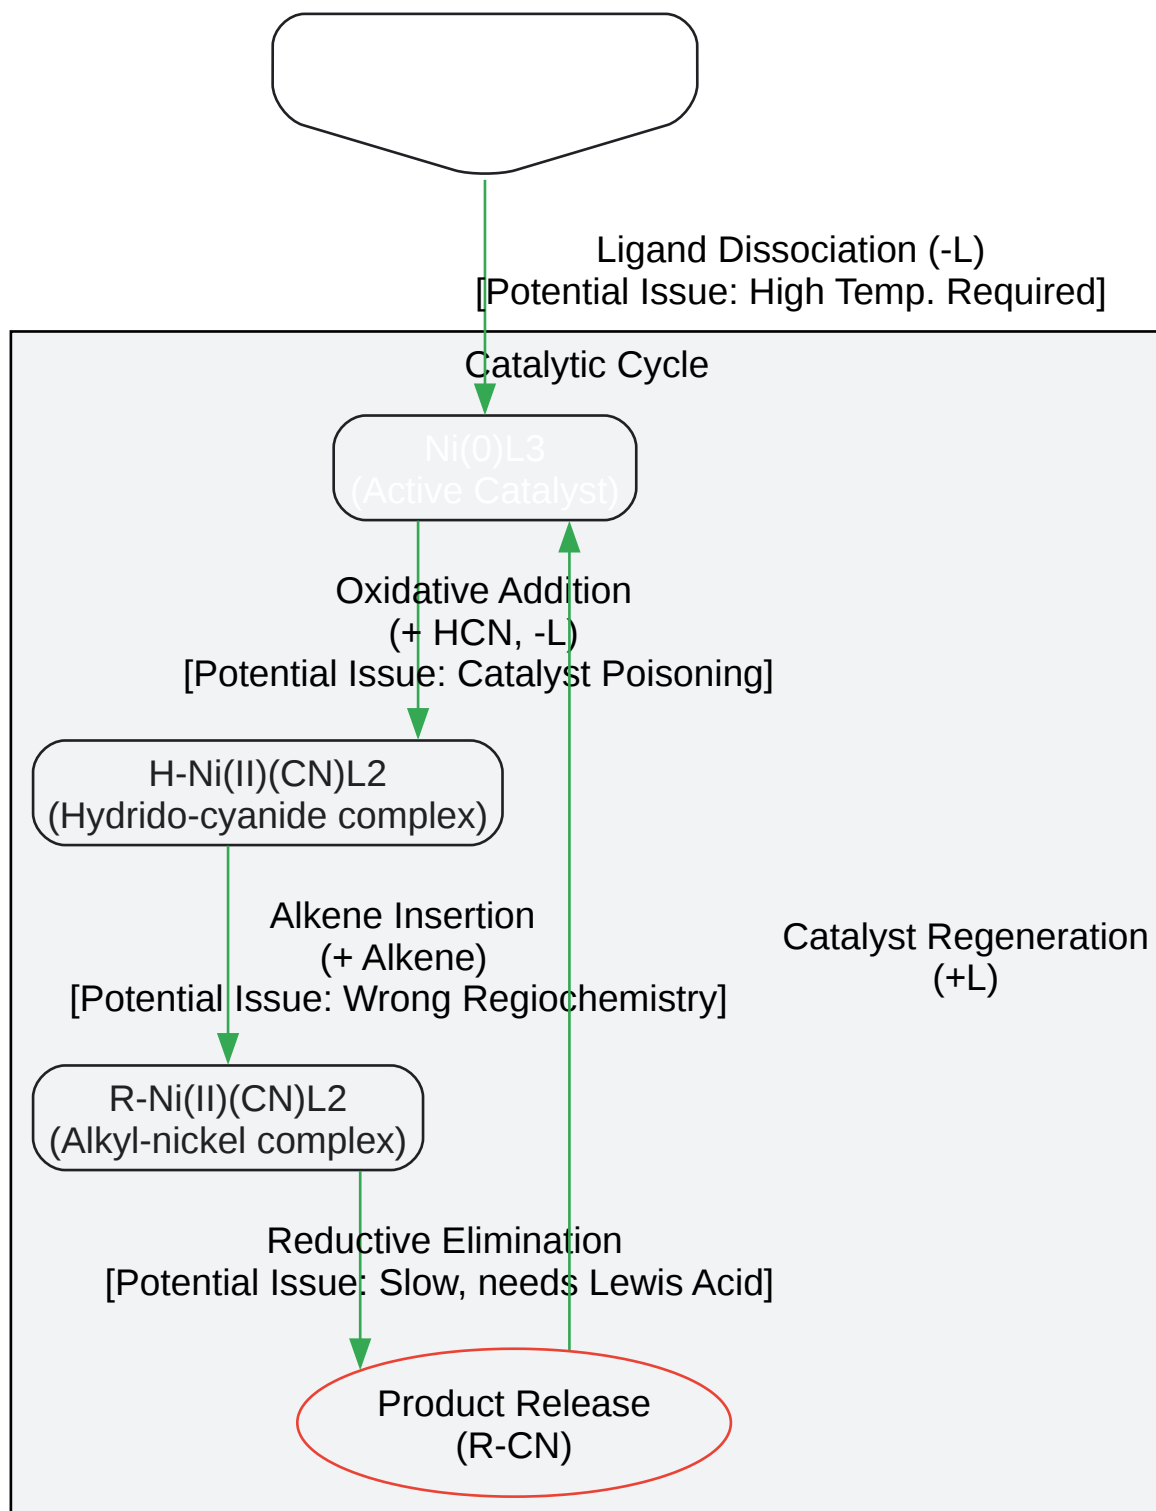 Ligand Dissociation (-L)
[Potential Issue: High Temp. Required]
Catalytic Cycle
Ni(0)L3
(Active Catalyst)
Oxidative Addition
(+ HCN, -L)
[Potential Issue: Catalyst Poisoning]
H-Ni(II)(CN)L2
(Hydrido-cyanide complex)
Alkene Insertion
(+ Alkene)
[Potential Issue: Wrong Regiochemistry]
Catalyst Regeneration
(+L)
R-Ni(II)(CN)L2
(Alkyl-nickel complex)
Reductive Elimination
[Potential Issue: Slow, needs Lewis Acid]
Product Release
(R-CN)